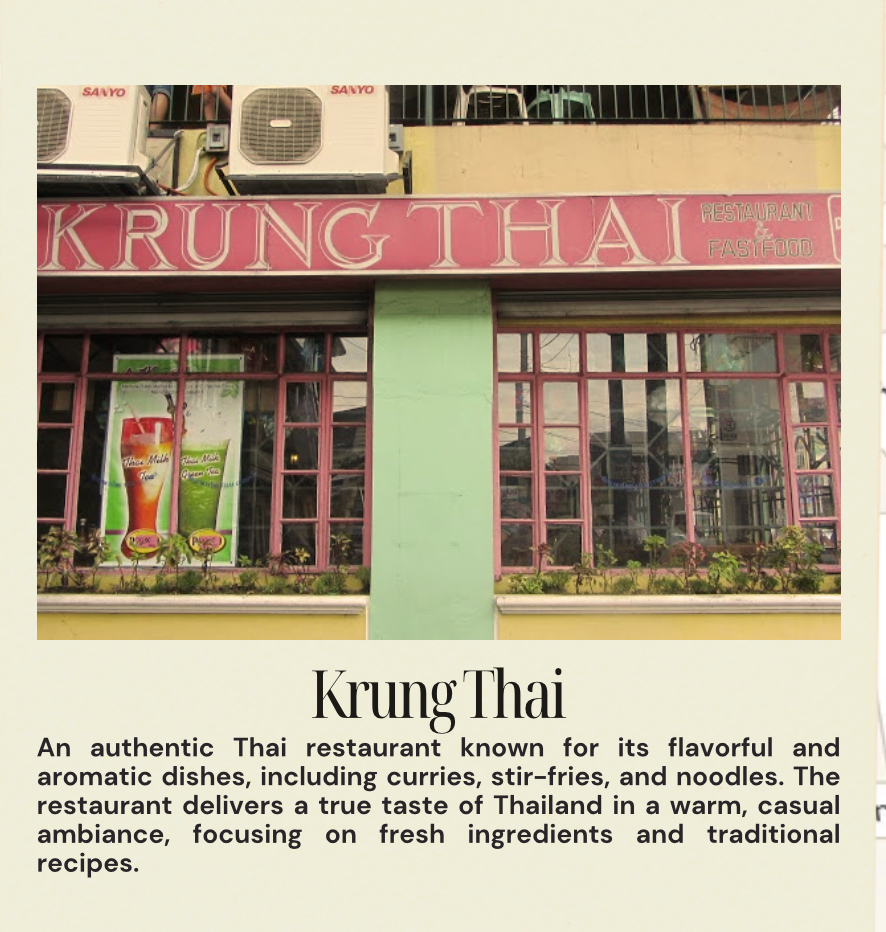 SANYO
SANYO
KRUNG THAI
RESTAURANT
&
FASTFOOD
Thai Milk
Tea
Thai Milk
Green Tea
Krung Thai
An authentic Thai restaurant known for its flavorful and
aromatic dishes, including curries, stir-fries, and noodles. The
restaurant delivers a true taste of Thailand in a warm, casual
ambiance, focusing on fresh ingredients and traditional
recipes.